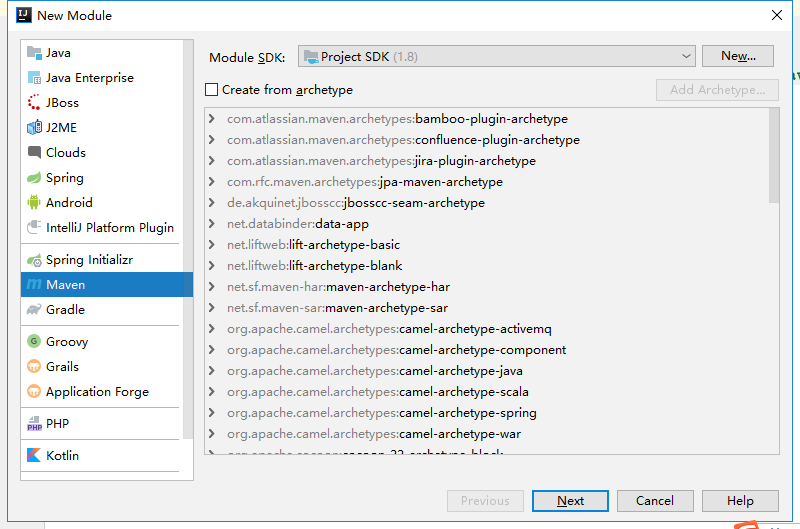 New Module
Java
Java Enterprise
JBoss
J2ME
Clouds
Spring
Android
IntelliJ Platform Plugin
Spring Initializr
Maven
Gradle
Groovy
Grails
Application Forge
PHP
Kotlin
Module SDK: Project SDK (1.8) New...
Create from archetype Add Archetype...
com.atlassian.maven.archetypes:bamboo-plugin-archetype
com.atlassian.maven.archetypes:confluence-plugin-archetype
com.atlassian.maven.archetypes:jira-plugin-archetype
com.rfc.maven.archetypes:jpa-maven-archetype
de.akquinet.jbosscc:jbosscc-seam-archetype
net.databinder:data-app
net.liftweb:lift-archetype-basic
net.liftweb:lift-archetype-blank
net.sf.maven-har:maven-archetype-har
net.sf.maven-sar:maven-archetype-sar
org.apache.camel.archetypes:camel-archetype-activemq
org.apache.camel.archetypes:camel-archetype-component
org.apache.camel.archetypes:camel-archetype-java
org.apache.camel.archetypes:camel-archetype-scala
org.apache.camel.archetypes:camel-archetype-spring
org.apache.camel.archetypes:camel-archetype-war
Previous Next Cancel Help